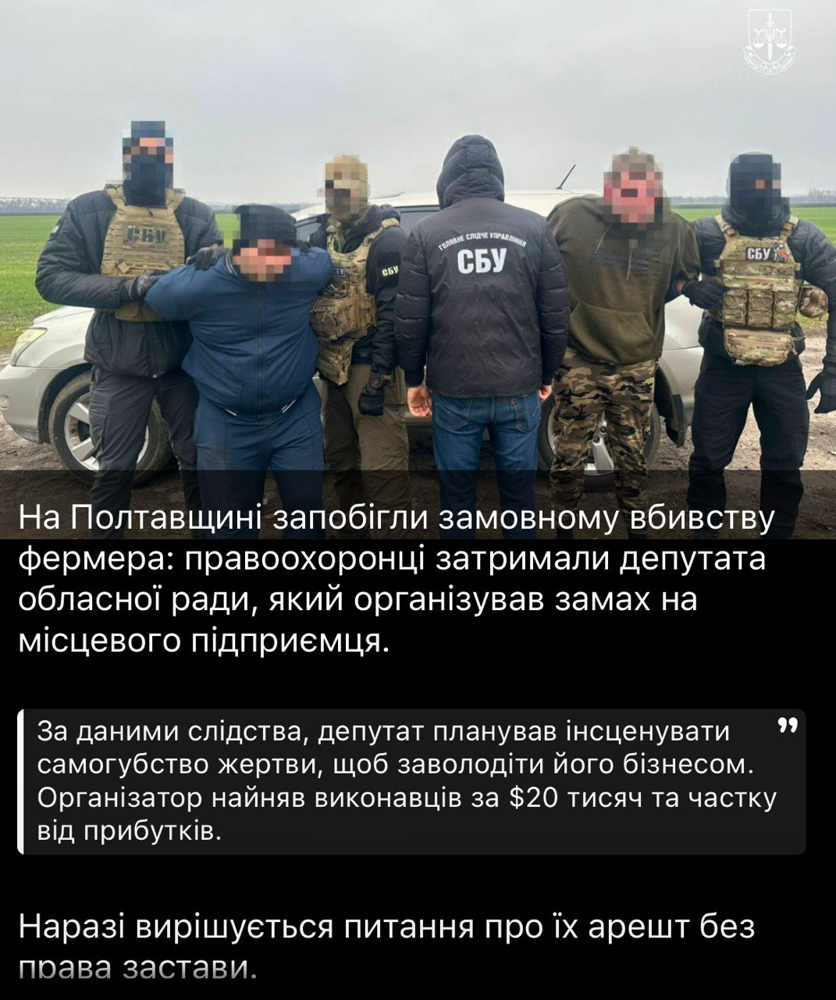 СБУ
СБУ
ГОЛОВНЕ СЛІДЧЕ УПРАВЛІННЯ
СБУ
СБУ
На Полтавщині запобігли замовному вбивству
фермера: правоохоронці затримали депутата
обласної ради, який організував замах на
місцевого підприємця.
За даними слідства, депутат планував інсценувати
самогубство жертви, щоб заволодіти його бізнесом.
Організатор найняв виконавців за $20 тисяч та частку
від прибутків.
Наразі вирішується питання про їх арешт без
права застави.